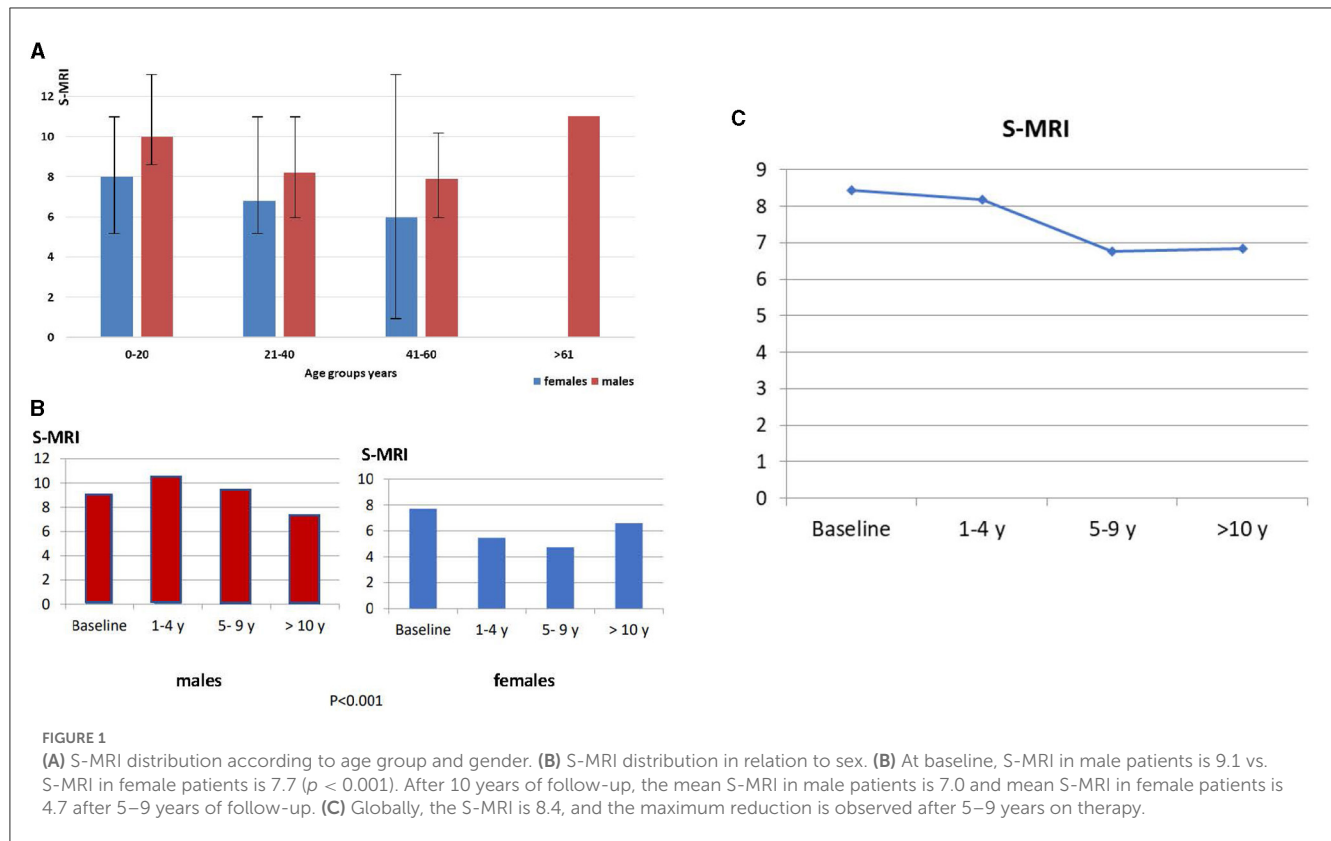 A
S-MRI
12
10
8
6
4
2
0
0-20 21-40 41-60 >61
Age groups years
females males
B
S-MRI
12
10
8
6
4
2
0
Baseline 1-4 y 5- 9 y > 10 y
males
S-MRI
10
8
6
4
2
0
Baseline 1-4 y 5-9 y > 10 y
females
P<0.001
C
S-MRI
9
8
7
6
5
4
3
2
1
0
Baseline 1-4 y 5-9 y >10 y
FIGURE 1
(A) S-MRI distribution according to age group and gender. (B) S-MRI distribution in relation to sex. (B) At baseline, S-MRI in male patients is 9.1 vs.
S-MRI in female patients is 7.7 (p < 0.001). After 10 years of follow-up, the mean S-MRI in male patients is 7.0 and mean S-MRI in female patients is
4.7 after 5–9 years of follow-up. (C) Globally, the S-MRI is 8.4, and the maximum reduction is observed after 5–9 years on therapy.